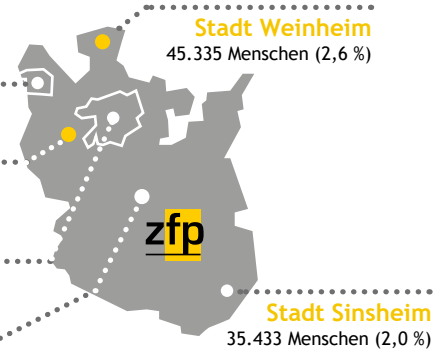 Stadt Weinheim
45.335 Menschen (2,6 %)
zfp
Stadt Sinsheim
35.433 Menschen (2,0 %)